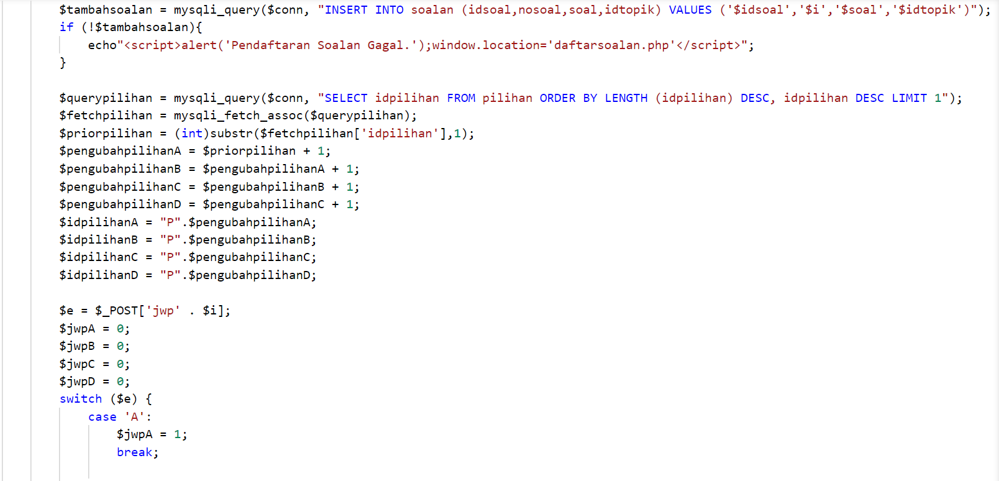 $tambahsoalan = mysqli_query($conn, "INSERT INTO soalan (idsoal,nosoal,soal,idtopik) VALUES ('$idsoal','$i','$soal','$idtopik')");
if (!$tambahsoalan){
echo"<script>alert('Pendaftaran Soalan Gagal.');window.location='daftarsoalan.php'</script>";
}
$querypilihan = mysqli_query($conn, "SELECT idpilihan FROM pilihan ORDER BY LENGTH (idpilihan) DESC, idpilihan DESC LIMIT 1");
$fetchpilihan = mysqli_fetch_assoc($querypilihan);
$priorpilihan = (int)substr($fetchpilihan['idpilihan'],1);
$pengubahpilihanA = $priorpilihan + 1;
$pengubahpilihanB = $pengubahpilihanA + 1;
$pengubahpilihanC = $pengubahpilihanB + 1;
$pengubahpilihanD = $pengubahpilihanC + 1;
$idpilihanA = "P".$pengubahpilihanA;
$idpilihanB = "P".$pengubahpilihanB;
$idpilihanC = "P".$pengubahpilihanC;
$idpilihanD = "P".$pengubahpilihanD;
$e = $_POST['jwp' . $i];
$jwpA = 0;
$jwpB = 0;
$jwpC = 0;
$jwpD = 0;
switch ($e) {
case 'A':
$jwpA = 1;
break;